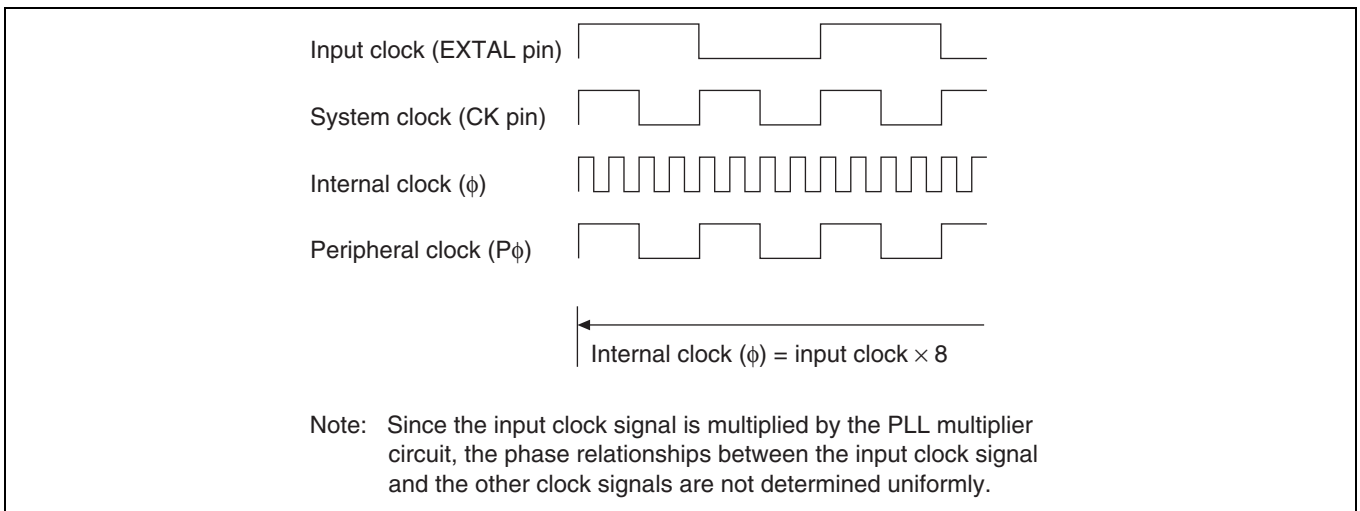 Input clock (EXTAL pin)
System clock (CK pin)
Internal clock (ϕ)
Peripheral clock (Pϕ)
Internal clock (ϕ) = input clock × 8
Note: Since the input clock signal is multiplied by the PLL multiplier
circuit, the phase relationships between the input clock signal
and the other clock signals are not determined uniformly.